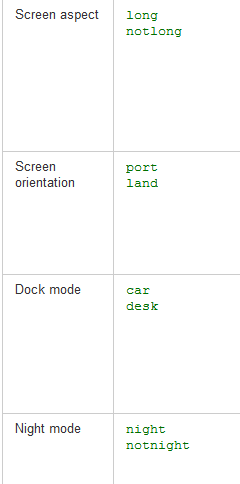 Screen aspect
long
notlong
Screen
orientation
port
land
Dock mode
car
desk
Night mode
night
notnight